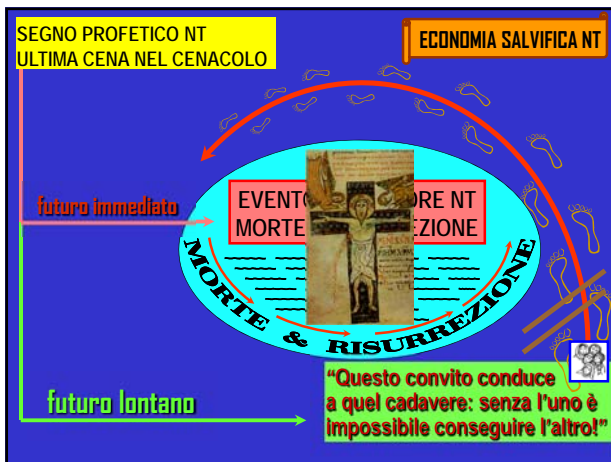 SEGNO PROFETICO NT
ULTIMA CENA NEL CENACOLO
ECONOMIA SALVIFICA NT
futuro immediato
EVENTO ORE NT
MORTE EZIONE
MORTE & RISURREZIONE
futuro lontano
“Questo convito conduce
a quel cadavere: senza l’uno è
impossibile conseguire l’altro!”